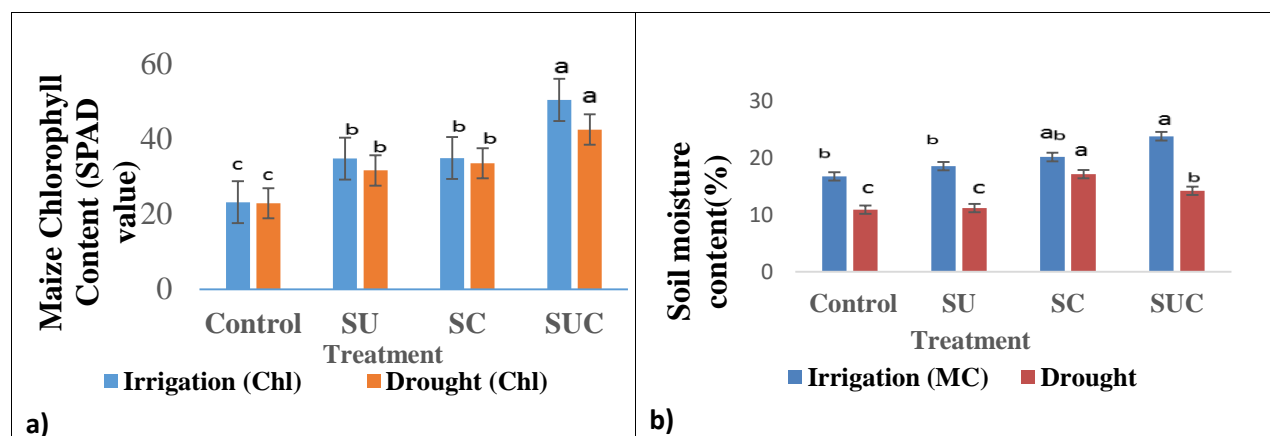 Maize Chlorophyll
Content (SPAD
value)
60
40
20
0
c
c
b
b
b
b
a
a
Control
SU
SC
SUC
Treatment
Irrigation (Chl)
Drought (Chl)
a)
Soil moisture
content(%)
30
20
10
0
b
c
b
c
ab
a
a
b
Control
SU
SC
SUC
Treatment
Irrigation (MC)
Drought
b)